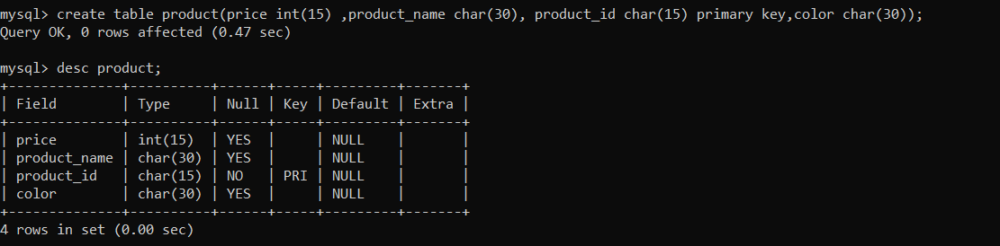 mysql> create table product(price int(15) ,product_name char(30), product_id char(15) primary key,color char(30));
Query OK, 0 rows affected (0.47 sec)

mysql> desc product;
+--------------+----------+------+-----+---------+-------+
| Field        | Type     | Null | Key | Default | Extra |
+--------------+----------+------+-----+---------+-------+
| price        | int(15)  | YES  |     | NULL    |       |
| product_name | char(30) | YES  |     | NULL    |       |
| product_id   | char(15) | NO   | PRI | NULL    |       |
| color        | char(30) | YES  |     | NULL    |       |
+--------------+----------+------+-----+---------+-------+
4 rows in set (0.00 sec)